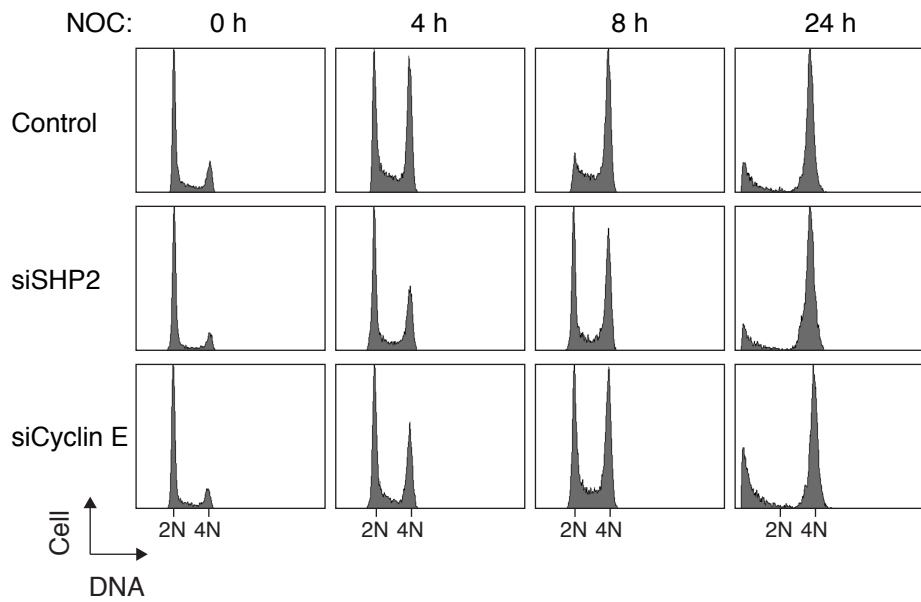 NOC: 0 h 4 h 8 h 24 h
Control
siSHP2
siCyclin E
Cell
2N 4N 2N 4N 2N 4N 2N 4N
DNA